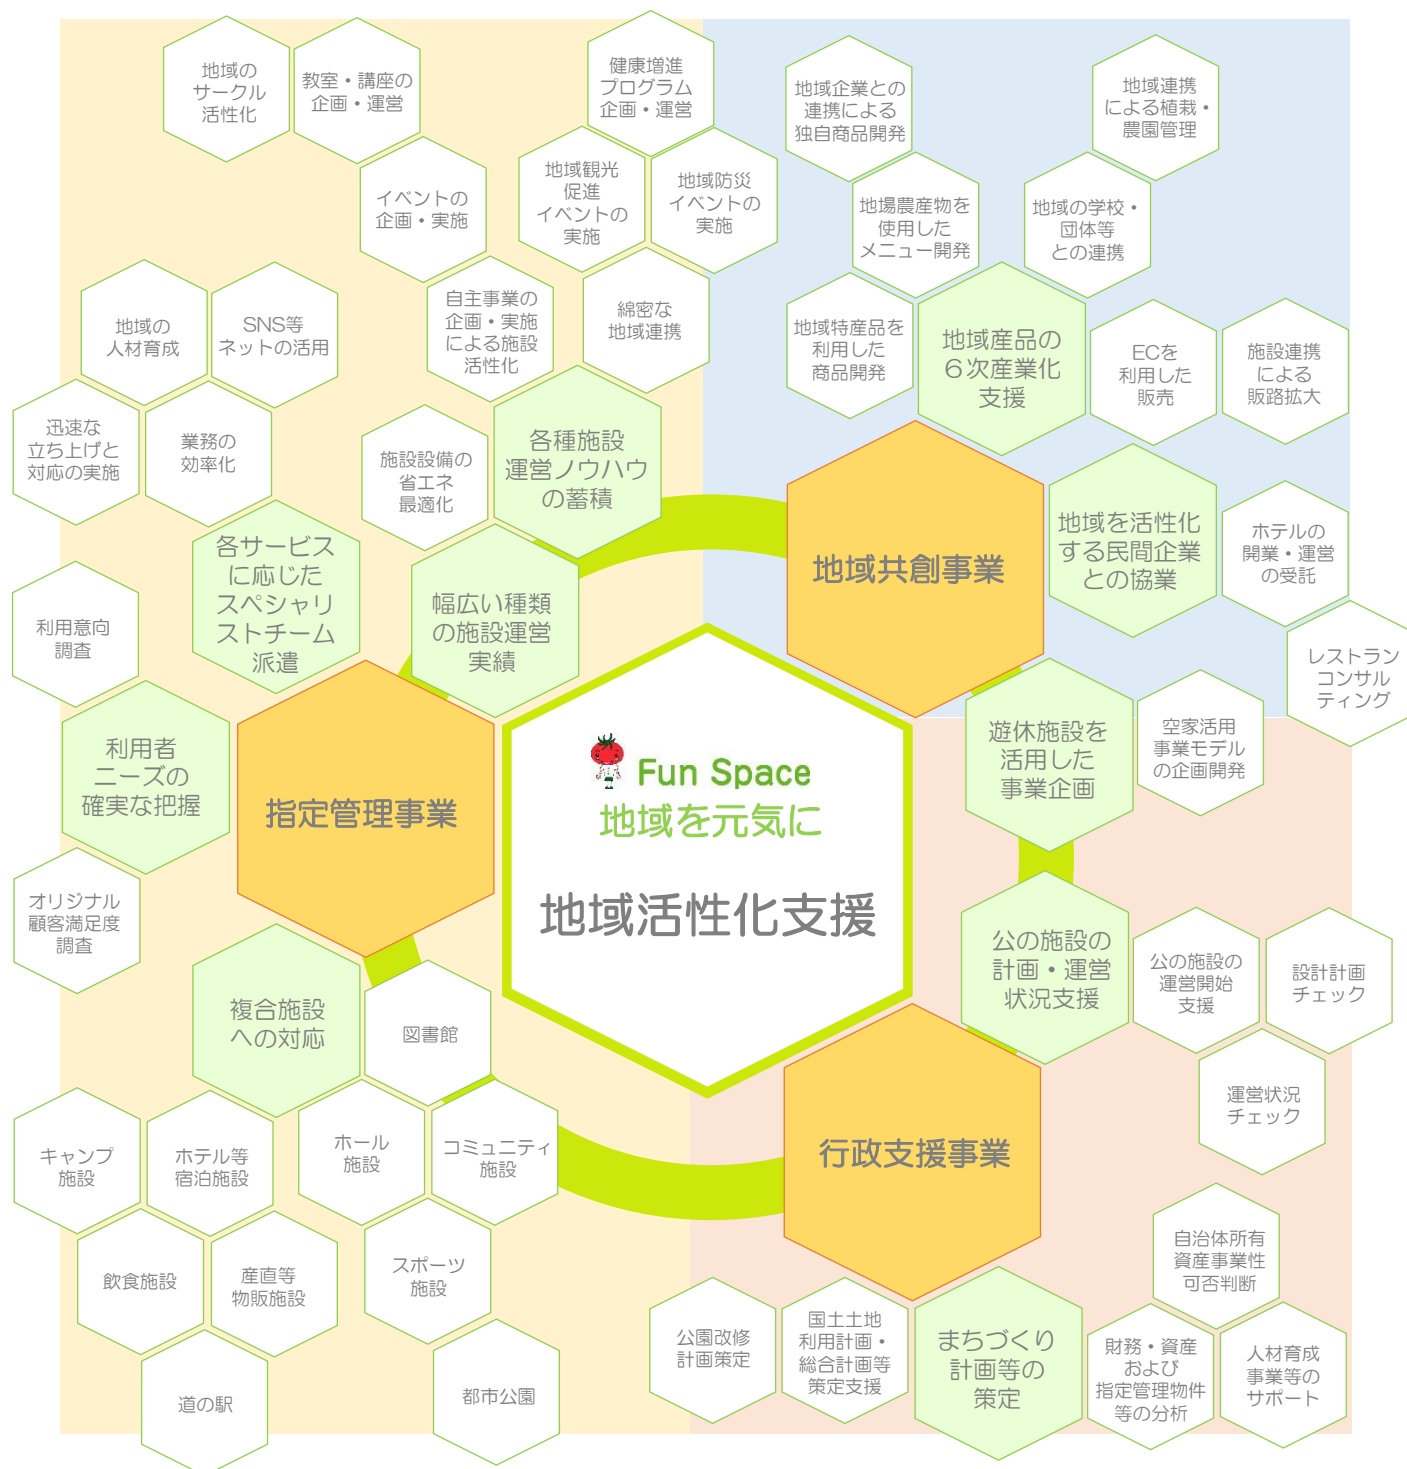 地域の
サークル
活性化
教室・講座の
企画・運営
イベントの
企画・実施
健康増進
プログラム
企画・運営
地域観光
促進
イベントの
実施
地域防災
イベントの
実施
自主事業の
企画・実施
による施設
活性化
綿密な
地域連携
地域の
人材育成
SNS等
ネットの活用
迅速な
立ち上げと
対応の実施
業務の
効率化
施設設備の
省エネ
最適化
各種施設
運営ノウハウ
の蓄積
各サービス
に応じた
スペシャリ
ストチーム
派遣
幅広い種類
の施設運営
実績
利用意向
調査
利用者
ニーズの
確実な把握
オリジナル
顧客満足度
調査
指定管理事業
複合施設
への対応
図書館
キャンプ
施設
ホテル等
宿泊施設
ホール
施設
コミュニティ
施設
飲食施設
産直等
物販施設
スポーツ
施設
道の駅
都市公園
地域企業との
連携による
独自商品開発
地域連携
による植栽・
農園管理
地場農産物を
使用した
メニュー開発
地域の学校・
団体等
との連携
地域特産品を
利用した
商品開発
地域産品の
６次産業化
支援
ECを
利用した
販売
施設連携
による
販路拡大
地域共創事業
地域を活性化
する民間企業
との協業
ホテルの
開業・運営
の受託
レストラン
コンサル
ティング
遊休施設を
活用した
事業企画
空家活用
事業モデル
の企画開発
Fun Space
地域を元気に
地域活性化支援
公の施設の
計画・運営
状況支援
公の施設の
運営開始
支援
設計計画
チェック
運営状況
チェック
行政支援事業
自治体所有
資産事業性
可否判断
公園改修
計画策定
国土土地
利用計画・
総合計画等
策定支援
まちづくり
計画等の
策定
財務・資産
および
指定管理物件
等の分析
人材育成
事業等の
サポート